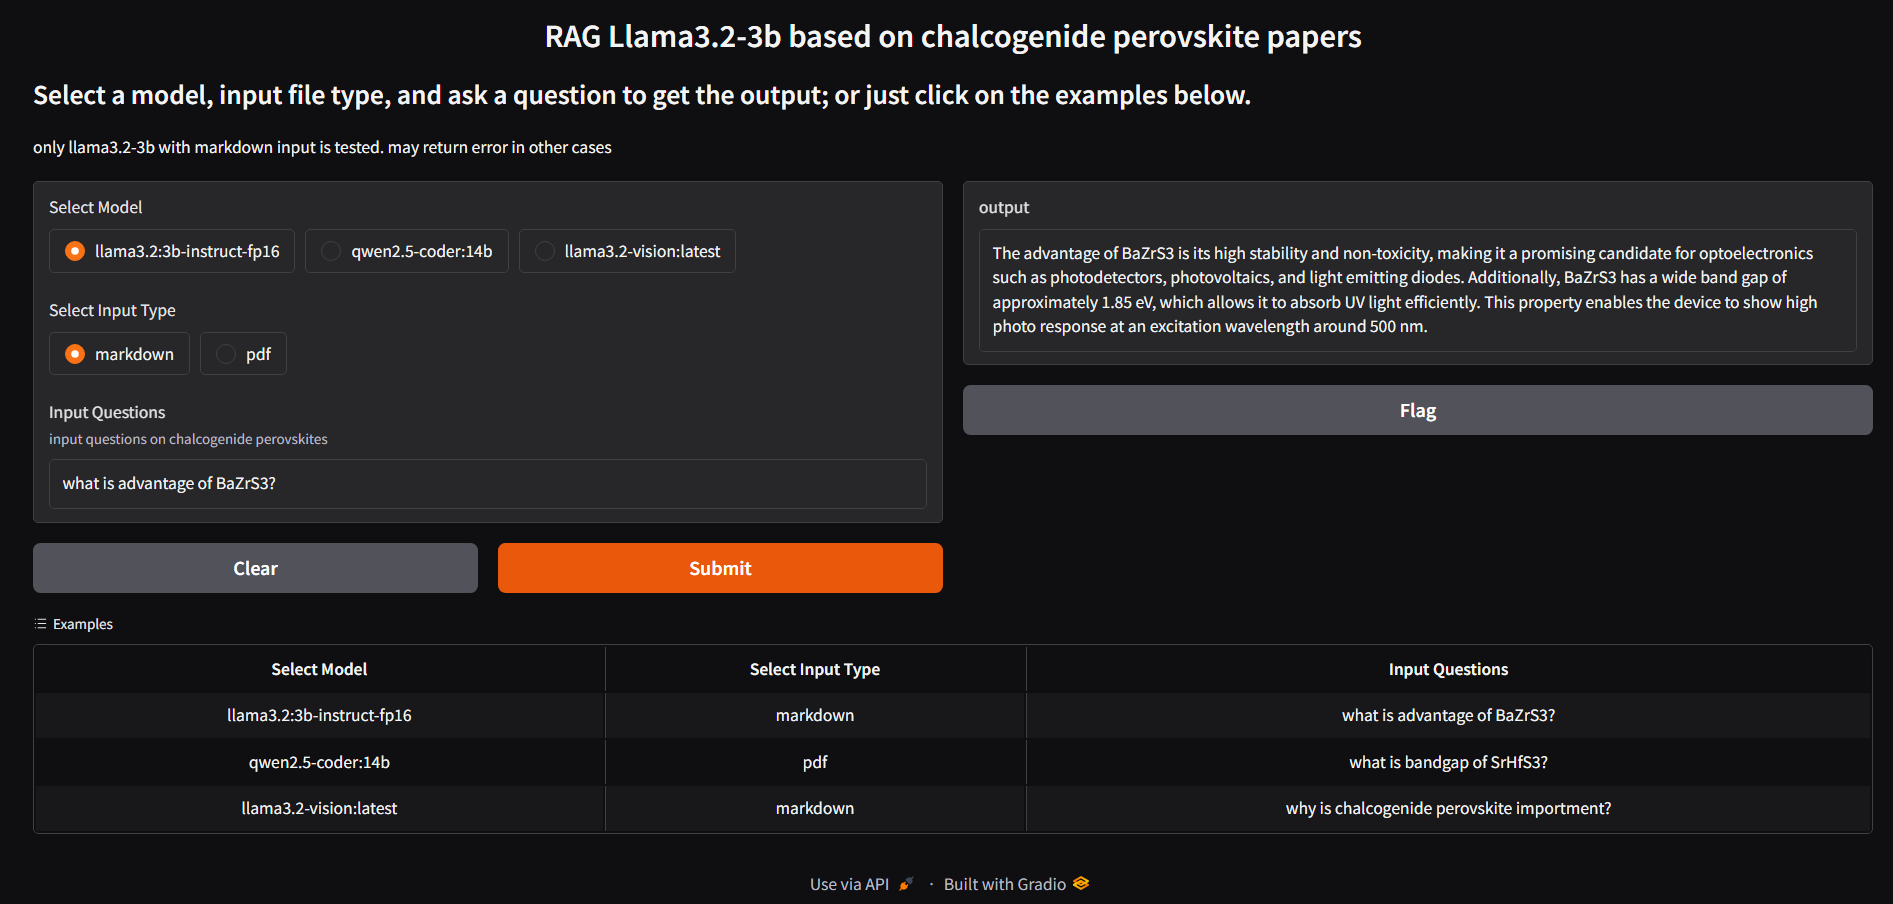 RAG Llama3.2-3b based on chalcogenide perovskite papers
Select a model, input file type, and ask a question to get the output; or just click on the examples below.
only llama3.2-3b with markdown input is tested. may return error in other cases
Select Model
llama3.2:3b-instruct-fp16 qwen2.5-coder:14b llama3.2-vision:latest
Select Input Type
markdown pdf
Input Questions
input questions on chalcogenide perovskites
what is advantage of BaZrS3?
Clear Submit
output
The advantage of BaZrS3 is its high stability and non-toxicity, making it a promising candidate for optoelectronics
such as photodetectors, photovoltaics, and light emitting diodes. Additionally, BaZrS3 has a wide band gap of
approximately 1.85 eV, which allows it to absorb UV light efficiently. This property enables the device to show high
photo response at an excitation wavelength around 500 nm.
Flag
Examples
Select Model Select Input Type Input Questions
llama3.2:3b-instruct-fp16 markdown what is advantage of BaZrS3?
qwen2.5-coder:14b pdf what is bandgap of SrHfS3?
llama3.2-vision:latest markdown why is chalcogenide perovskite importment?
Use via API · Built with Gradio